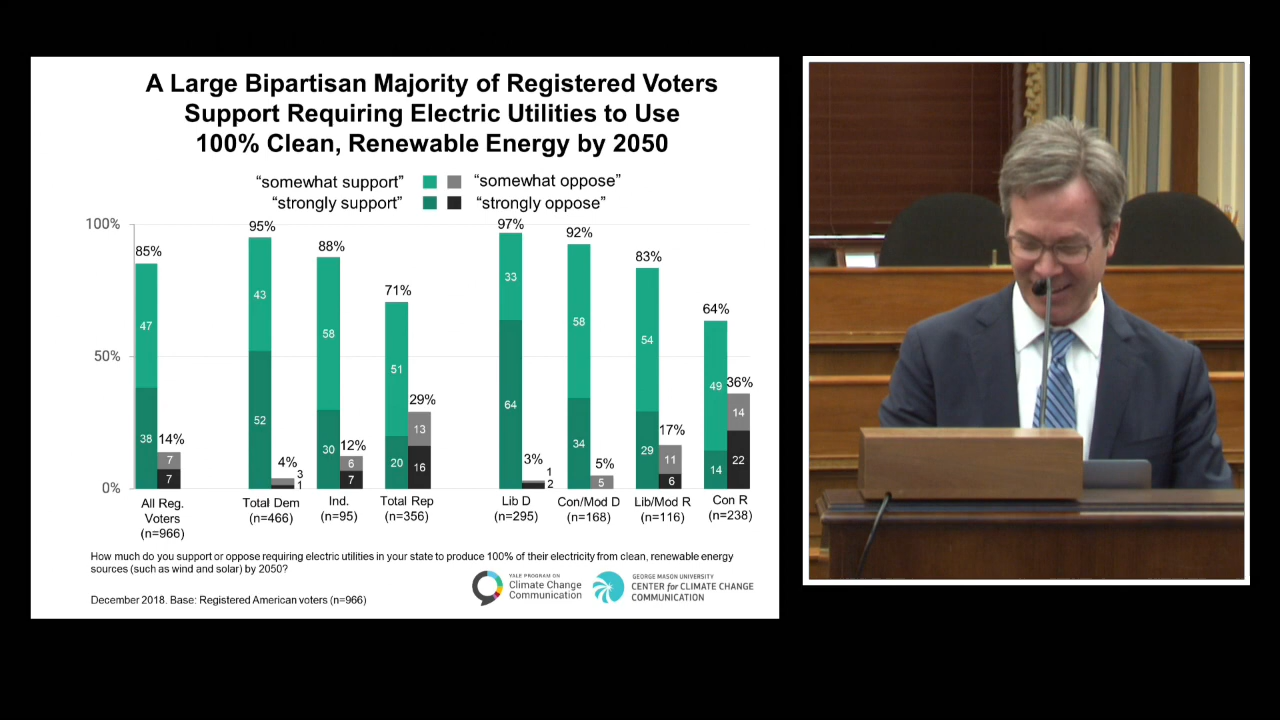 A Large Bipartisan Majority of Registered Voters
Support Requiring Electric Utilities to Use
100% Clean, Renewable Energy by 2050
“somewhat support” “somewhat oppose”
“strongly support” “strongly oppose”
100%
50%
0%
85%
47
38
14%
7
7
95%
43
52
4%
3
1
88%
58
30
12%
6
7
71%
51
20
29%
13
16
97%
33
64
3%
1
2
92%
58
34
5%
5
83%
54
29
17%
11
6
64%
49
14
36%
14
22
All Reg.
Voters
(n=966)
Total Dem
(n=466)
Ind.
(n=95)
Total Rep
(n=356)
Lib D
(n=295)
Con/Mod D
(n=168)
Lib/Mod R
(n=116)
Con R
(n=238)
How much do you support or oppose requiring electric utilities in your state to produce 100% of their electricity from clean, renewable energy
sources (such as wind and solar) by 2050?
YALE PROGRAM ON
Climate Change
Communication
GEORGE MASON UNIVERSITY
CENTER for CLIMATE CHANGE
COMMUNICATION
December 2018. Base: Registered American voters (n=966)